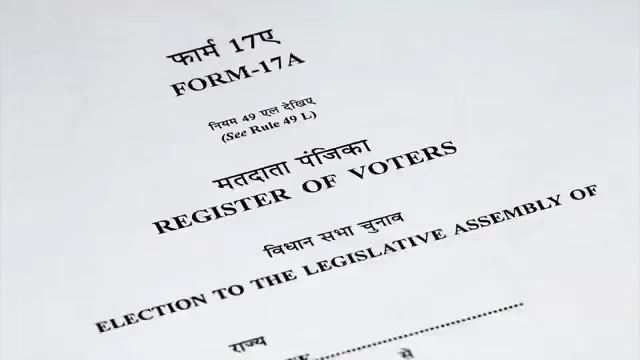 फार्म 17ए
FORM-17A
नियम 49 एल देखिए
(See Rule 49 L)
मतदाता पंजिका
REGISTER OF VOTERS
विधान सभा चुनाव
ELECTION TO THE LEGISLATIVE ASSEMBLY OF
राज्य
से